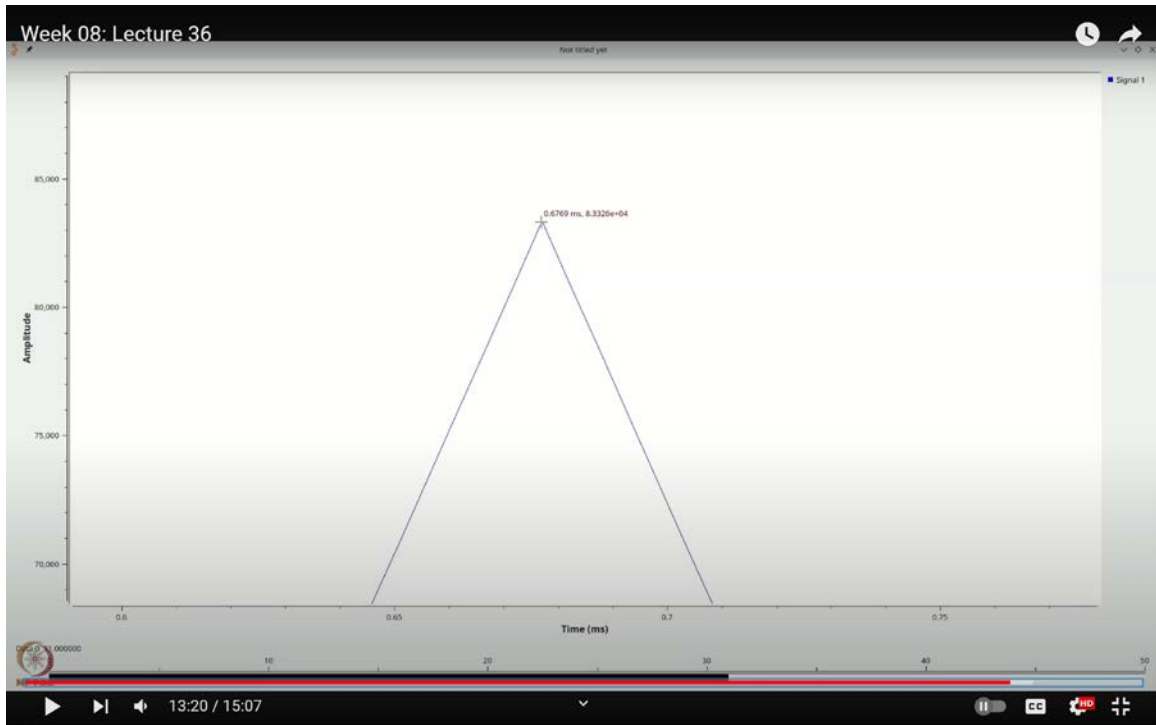 Week 08: Lecture 36
Not titled yet
Signal 1
85,000
0.6769 ms, 8.3326e+04
80,000
Amplitude
75,000
70,000
0.6
0.65
0.7
0.75
Time (ms)
10
20
30
40
50
13:20 / 15:07
CC
HD